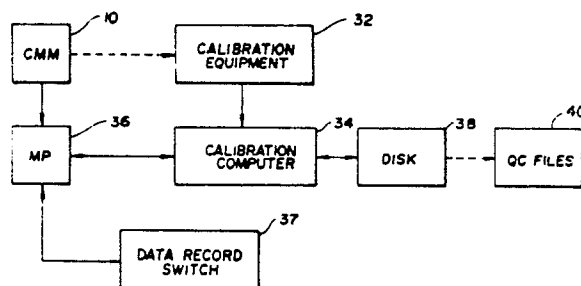 10
32
CMM
CALIBRATION
EQUIPMENT
36
34
38
40
MP
CALIBRATION
COMPUTER
DISK
QC FILES
37
DATA RECORD
SWITCH